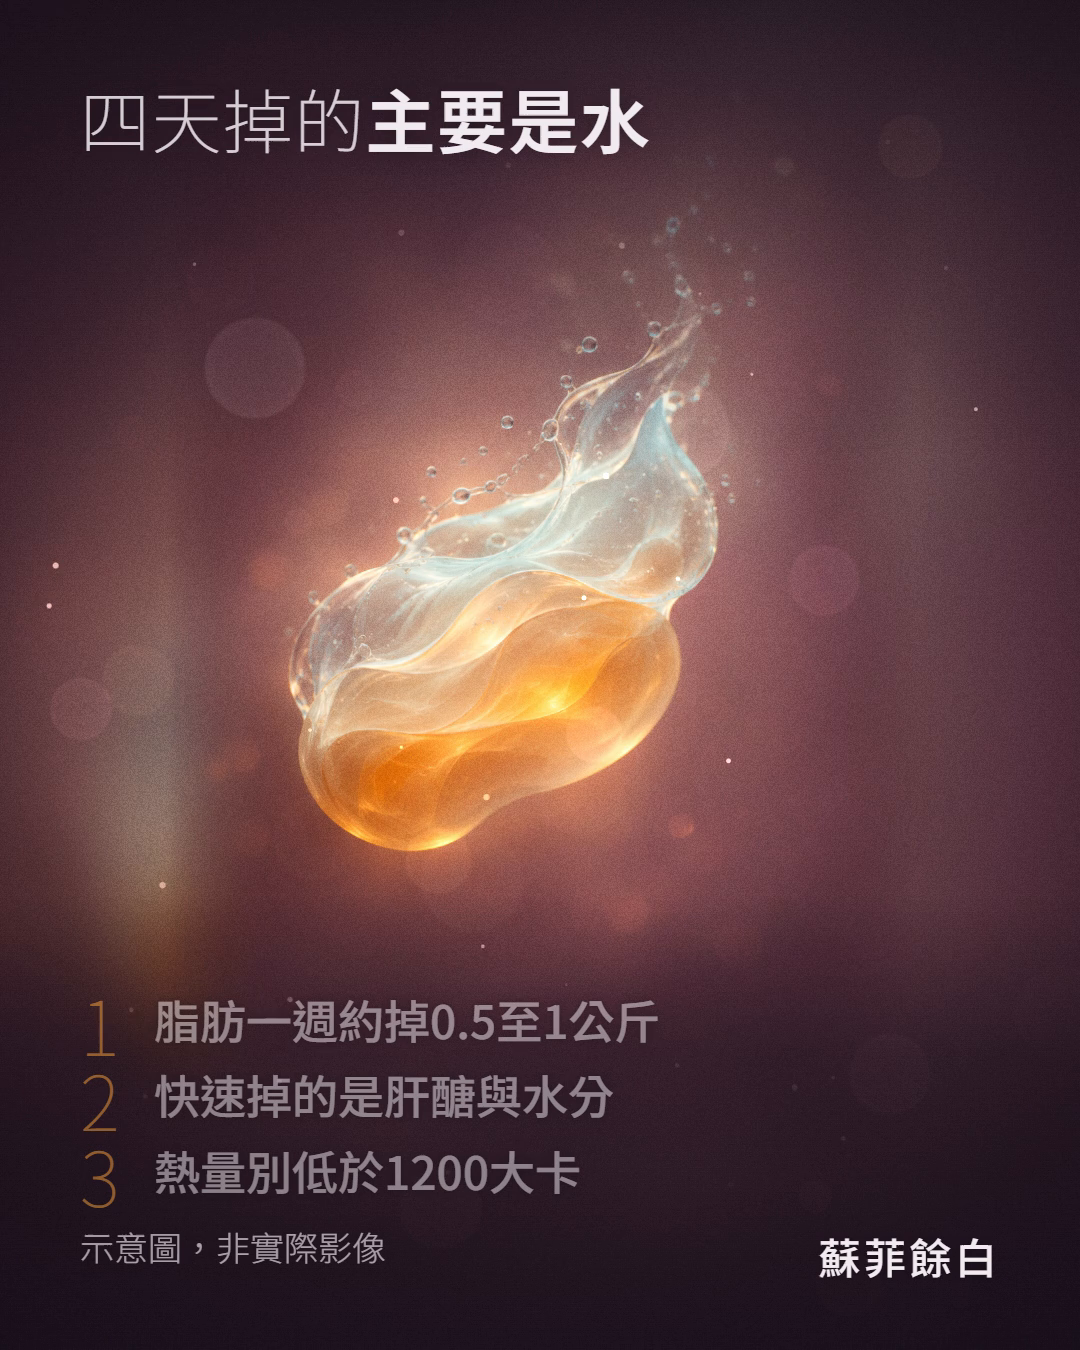 四天掉的主要是水
1 脂肪一週約掉0.5至1公斤
2 快速掉的是肝醣與水分
3 熱量別低於1200大卡
示意圖，非實際影像
蘇菲餘白